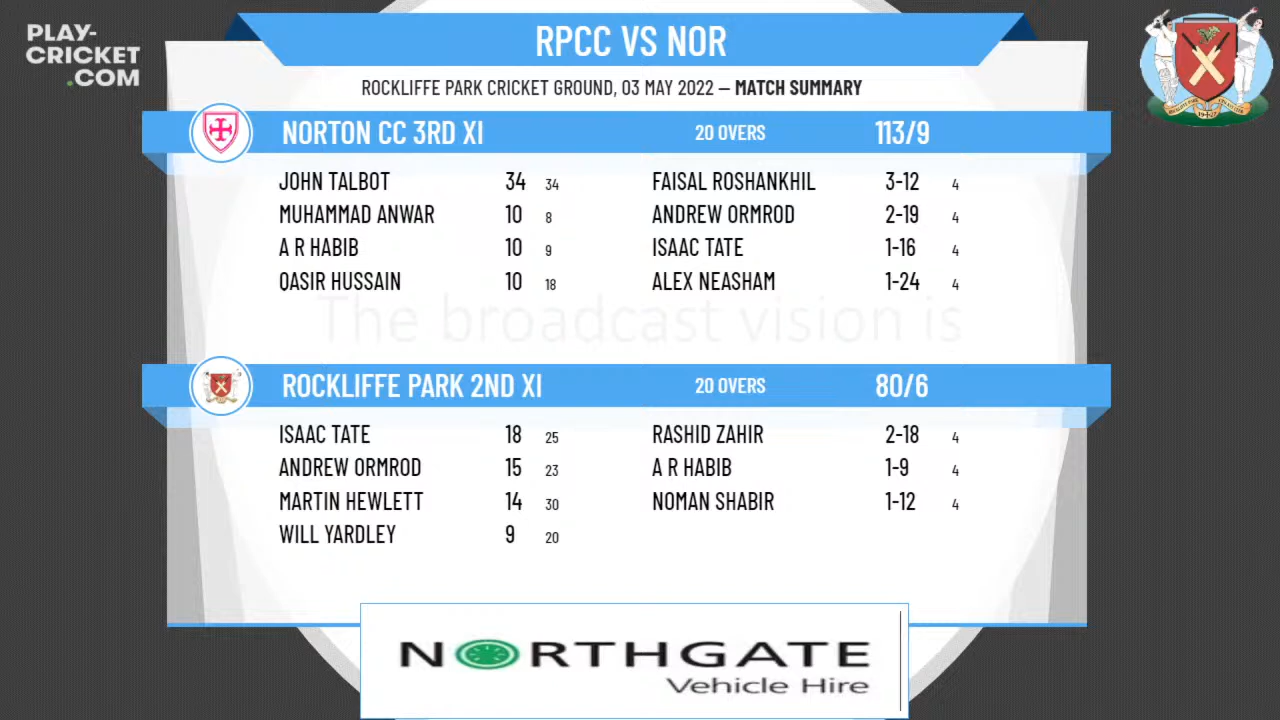 PLAY-
CRICKET
.COM
RPCC VS NOR
ROCKLIFFE PARK CRICKET GROUND, 03 MAY 2022 – MATCH SUMMARY
NORTON CC 3RD XI 20 OVERS 113/9
JOHN TALBOT 34 34 FAISAL ROSHANKHIL 3-12 4
MUHAMMAD ANWAR 10 8 ANDREW ORMROD 2-19 4
A R HABIB 10 9 ISAAC TATE 1-16 4
QASIR HUSSAIN 10 18 ALEX NEASHAM 1-24 4
The broadcast vision is
ROCKLIFFE PARK 2ND XI 20 OVERS 80/6
ISAAC TATE 18 25 RASHID ZAHIR 2-18 4
ANDREW ORMROD 15 23 A R HABIB 1-9 4
MARTIN HEWLETT 14 30 NOMAN SHABIR 1-12 4
WILL YARDLEY 9 20
NORTHGATE
Vehicle Hire